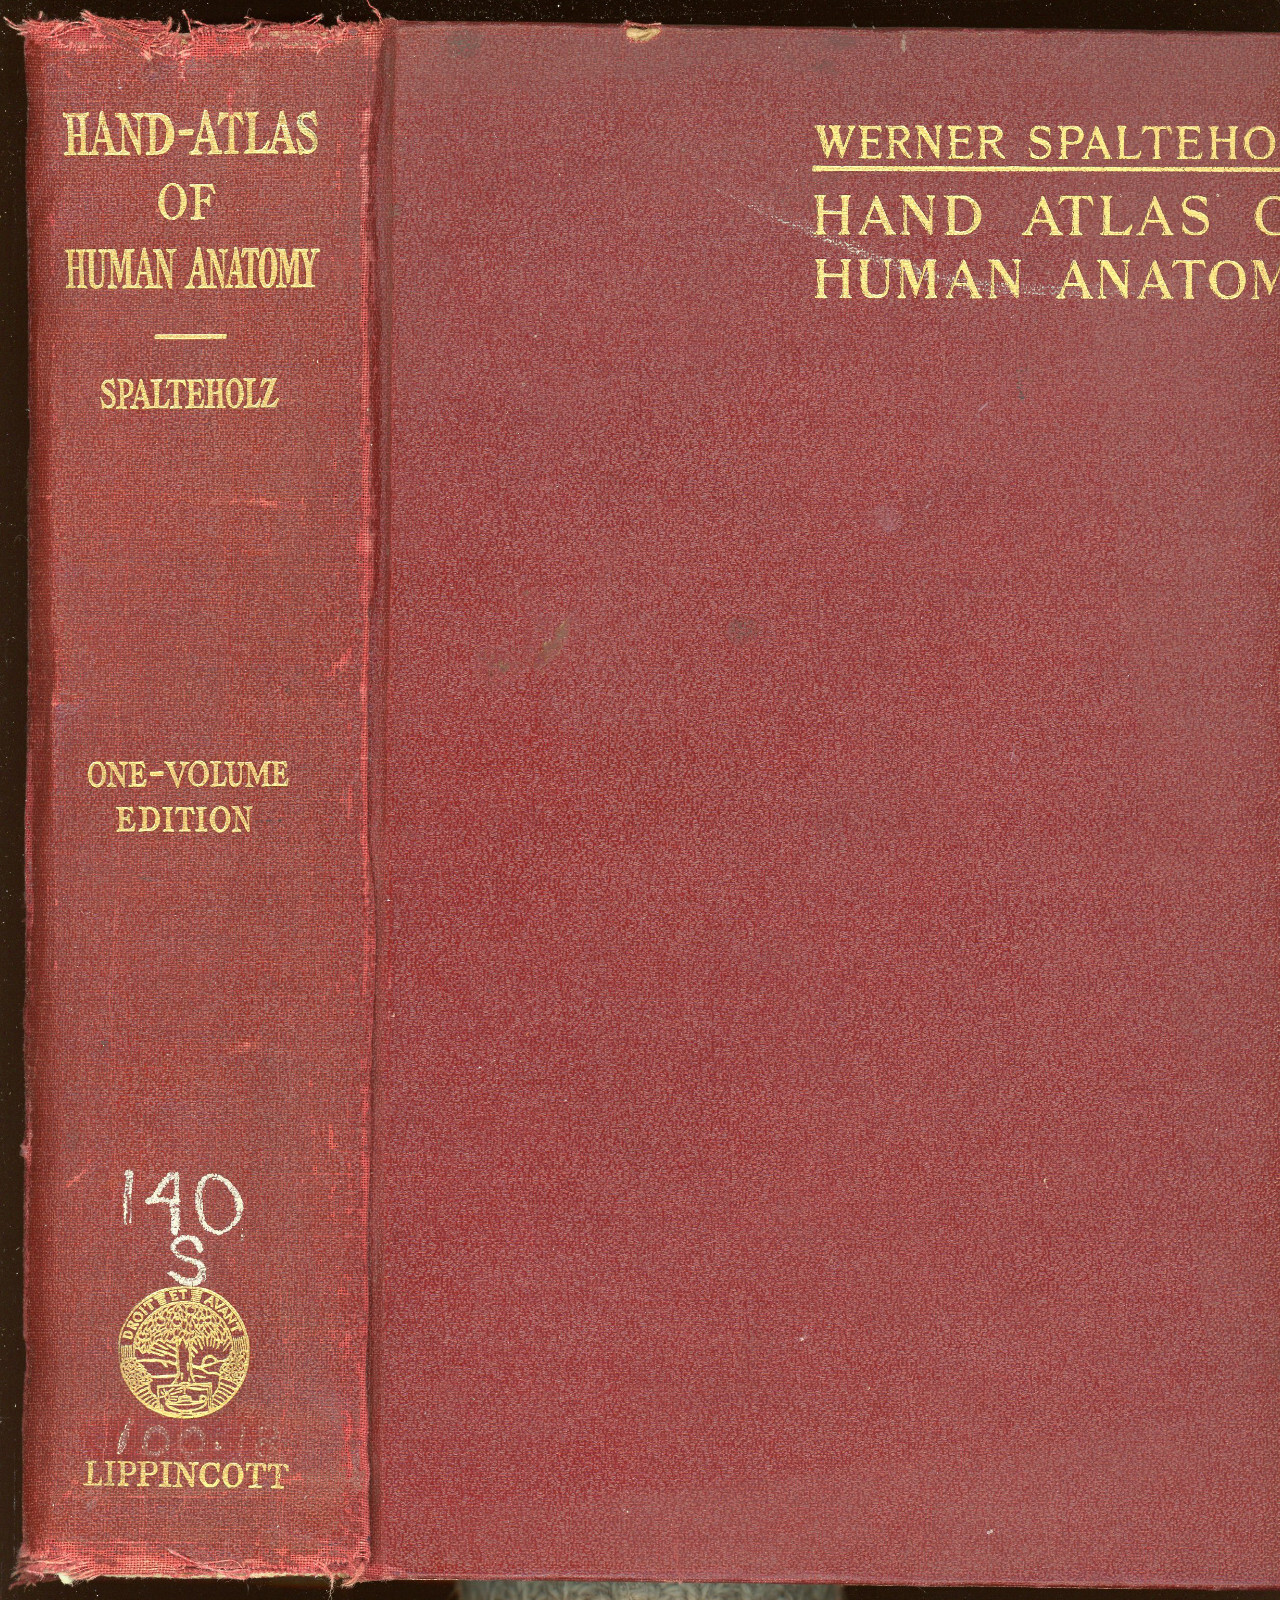 HAND-ATLAS
OF
HUMAN ANATOMY
SPALTEHOLZ
ONE-VOLUME
EDITION
140
S
DROIT ET AVANT
LIPPINCOTT
WERNER SPALTEHO
HAND ATLAS O
HUMAN ANATOM